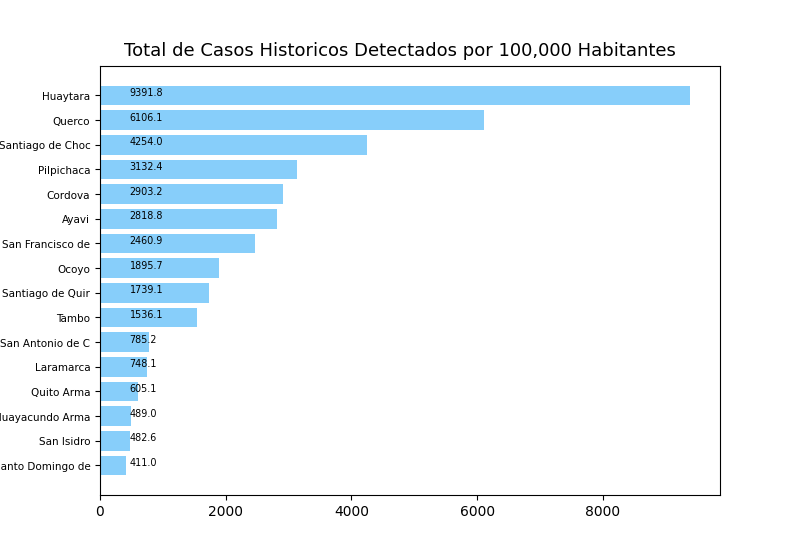 Total de Casos Historicos Detectados por 100,000 Habitantes
Huaytara 9391.8
Querco 6106.1
Santiago de Choc 4254.0
Pilpichaca 3132.4
Cordova 2903.2
Ayavi 2818.8
San Francisco de 2460.9
Ocoyo 1895.7
Santiago de Quir 1739.1
Tambo 1536.1
San Antonio de C 785.2
Laramarca 748.1
Quito Arma 605.1
uayacundo Arma 489.0
San Isidro 482.6
anto Domingo de 411.0
0 2000 4000 6000 8000